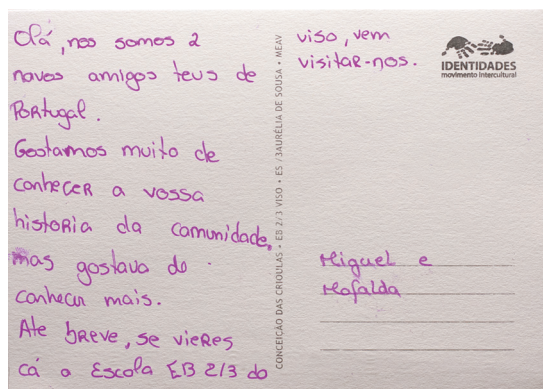 Olá, nos somos 2
novos amigos teus de
Portugal.
Gostamos muito de
conhecer a vossa
historia da comunidade,
mas gostava de
conhecer mais.
Ate breve, se vieres
cá a Escola EB 2/3 do
viso, vem
visitar-nos.
CONCEIÇÃO DAS CRIOULAS • EB 2/3 VISO • ES /3AURÉLIA DE SOUSA • MEAV
IDENTIDADES
movimento intercultural
Miguel e
Mafalda